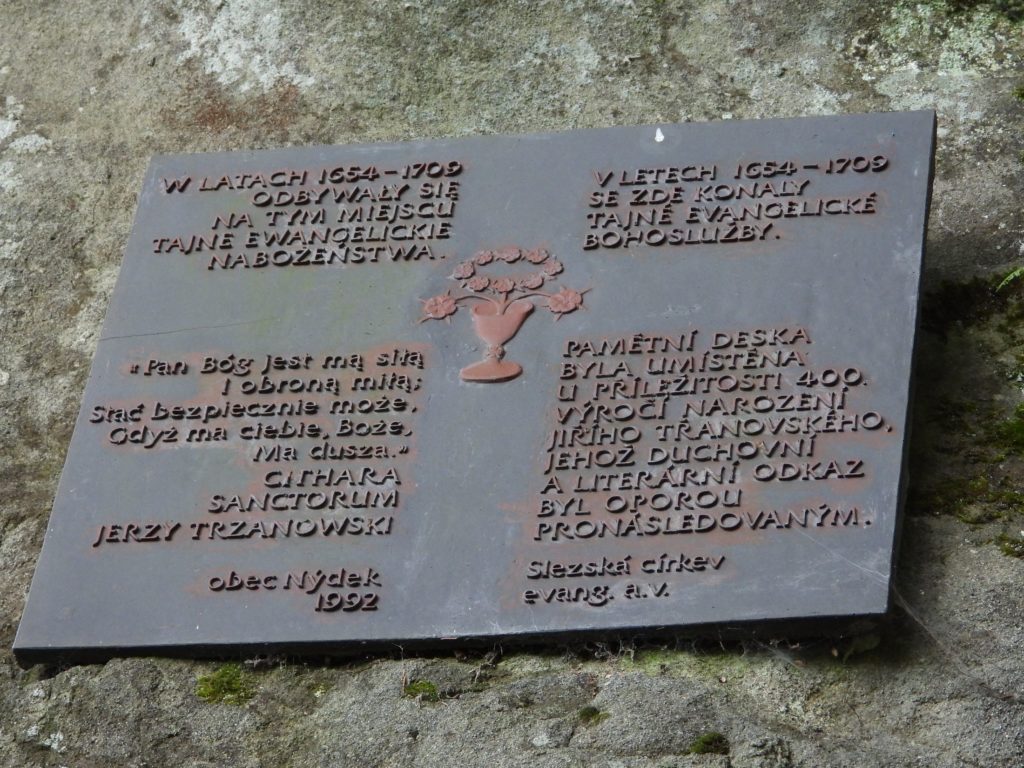 W LATACH 1654-1709
ODBYWAŁY SIĘ
NA TYM MIEJSCU
TAJNE EWANGELICKIE
NABOŻEŃSTWA.
V LETECH 1654-1709
SE ZDE KONALY
TAJNÉ EVANGELICKÉ
BOHOSLUŽBY.
«Pan Bóg jest mą siłą
I obroną miłą;
Stać bezpiecznie może,
Gdyż ma ciebie, Boże,
Ma dusza.»
CITHARA
SANCTORUM
JERZY TRZANOWSKI
obec Nýdek
1992
PAMĚTNÍ DESKA
BYLA UMÍSTĚNA
U PŘÍLEŽITOSTI 400.
VÝROČÍ NAROZENÍ
JIŘÍHO TŘANOVSKÉHO,
JEHOŽ DUCHOVNÍ
A LITERÁRNÍ ODKAZ
BYL OPOROU
PRONÁSLEDOVANÝM.
Slezská církev
evang. a.v.